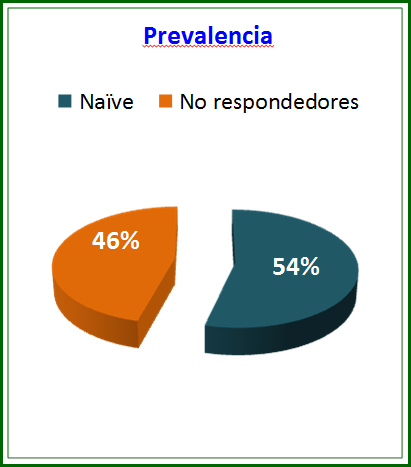 Prevalencia
Naïve No respondedores
46%
54%